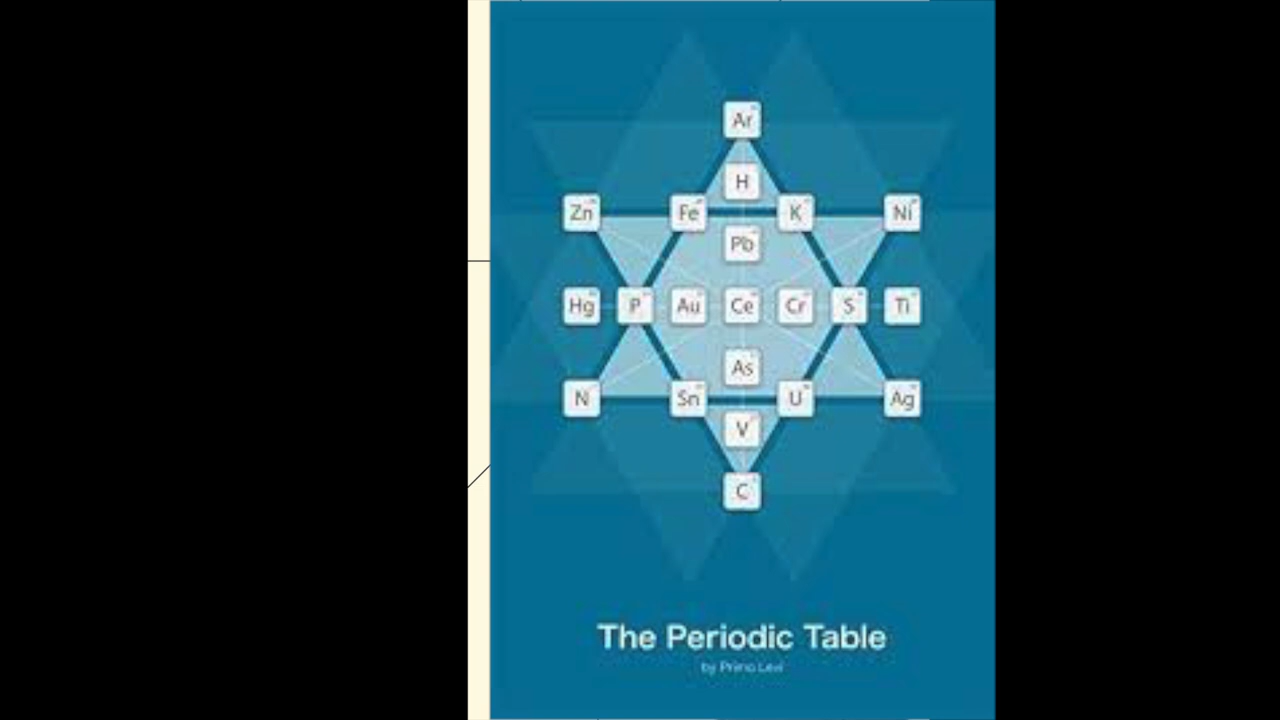 Ar
H
Zn Fe K Ni
Pb
Hg P Au Ce Cr S Ti
As
N Sn U Ag
V
C
The Periodic Table
by Primo Levi